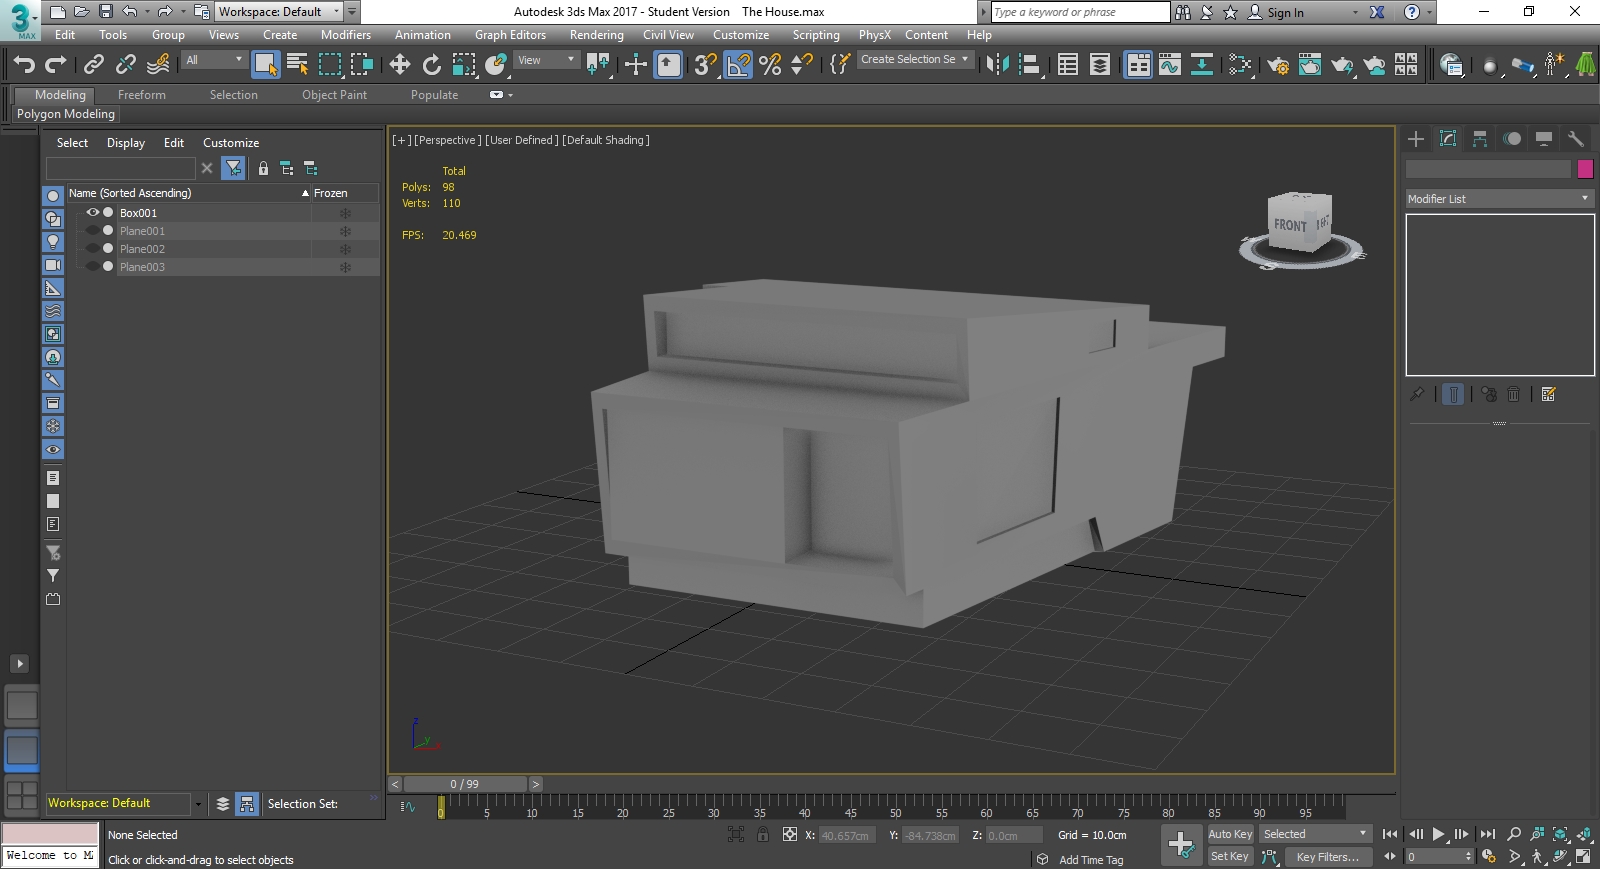 Workspace: Default
Autodesk 3ds Max 2017 - Student Version The House.max
Type a keyword or phrase
Sign In
3
MAX
Edit Tools Group Views Create Modifiers Animation Graph Editors Rendering Civil View Customize Scripting PhysX Content Help
All
View
Create Selection Se
Modeling Freeform Selection Object Paint Populate
Polygon Modeling
Select Display Edit Customize
[+] [Perspective ] [User Defined ] [Default Shading ]
Total
Polys: 98
Verts: 110
FPS: 20.469
Name (Sorted Ascending) Frozen
Box001
Plane001
Plane002
Plane003
FRONT LEFT
Modifier List
z
y
0 / 99
Workspace: Default
Selection Set:
0 5 10 15 20 25 30 35 40 45 50 55 60 65 70 75 80 85 90 95
None Selected
X: 40.657cm Y: -84.738cm Z: 0.0cm Grid = 10.0cm
Auto Key Selected
Welcome to M
Click or click-and-drag to select objects
Add Time Tag
Set Key Key Filters...
0